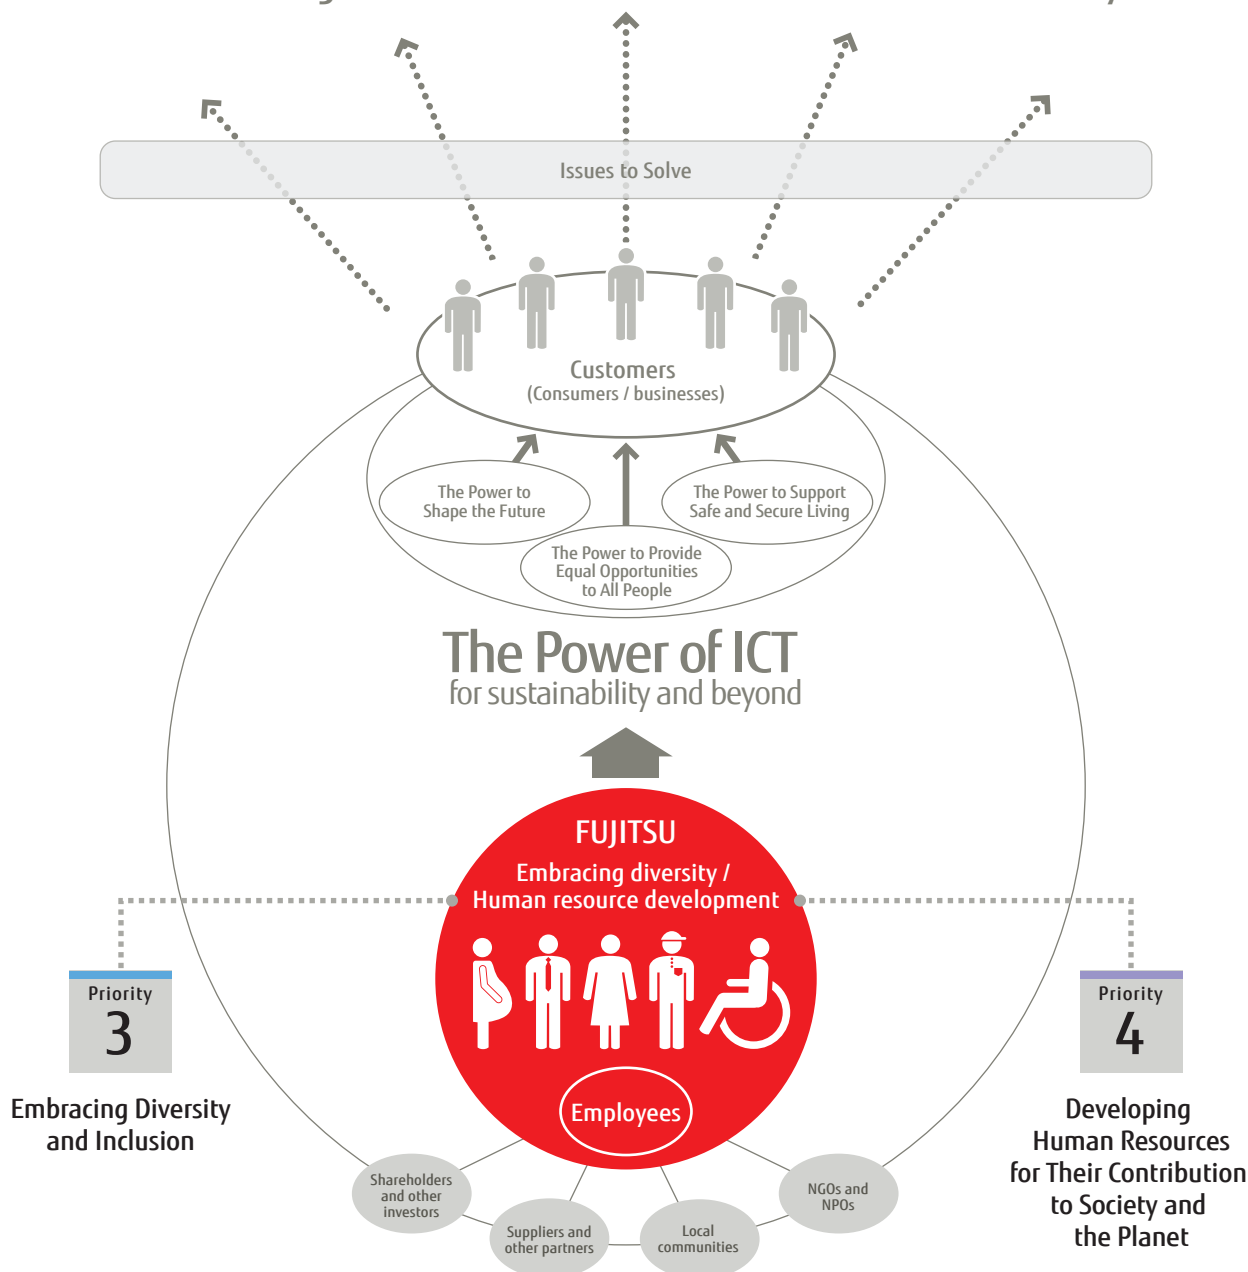 Issues to Solve
Customers
(Consumers / businesses)
The Power to
Shape the Future
The Power to Support
Safe and Secure Living
The Power to Provide
Equal Opportunities
to All People
The Power of ICT
for sustainability and beyond
FUJITSU
Embracing diversity /
Human resource development
Priority
3
Embracing Diversity
and Inclusion
Priority
4
Developing
Human Resources
for Their Contribution
to Society and
the Planet
Employees
Shareholders
and other
investors
Suppliers and
other partners
Local
communities
NGOs and
NPOs